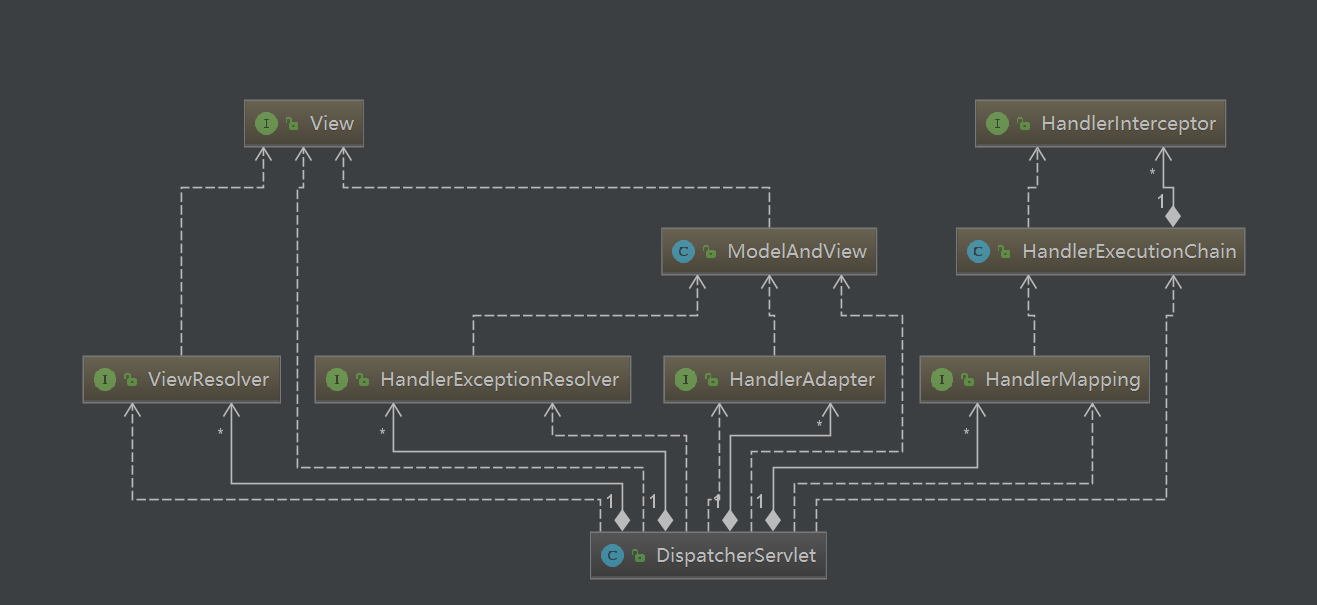 I View
I HandlerInterceptor
* 
1
C ModelAndView
C HandlerExecutionChain
I ViewResolver
I HandlerExceptionResolver
I HandlerAdapter
I HandlerMapping
*
*
*
*
1
1
1
1
C DispatcherServlet